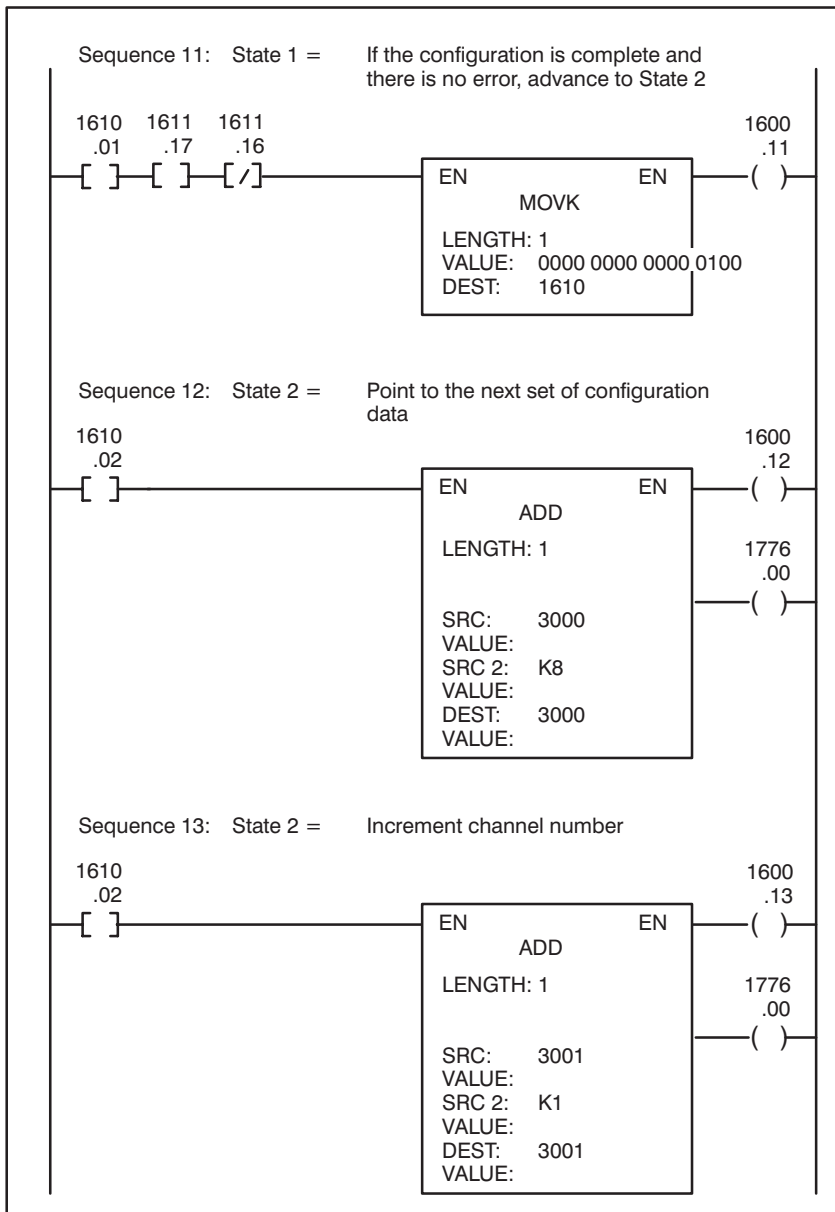 Sequence 11: State 1 = If the configuration is complete and
there is no error, advance to State 2
1610 1611 1611 1600
.01 .17 .16 .11
EN EN
MOVK
LENGTH: 1
VALUE: 0000 0000 0000 0100
DEST: 1610
Sequence 12: State 2 = Point to the next set of configuration
data
1610 1600
.02 .12
EN EN
ADD
LENGTH: 1 1776
.00
SRC: 3000
VALUE:
SRC 2: K8
VALUE:
DEST: 3000
VALUE:
Sequence 13: State 2 = Increment channel number
1610 1600
.02 .13
EN EN
ADD
LENGTH: 1 1776
.00
SRC: 3001
VALUE:
SRC 2: K1
VALUE:
DEST: 3001
VALUE: